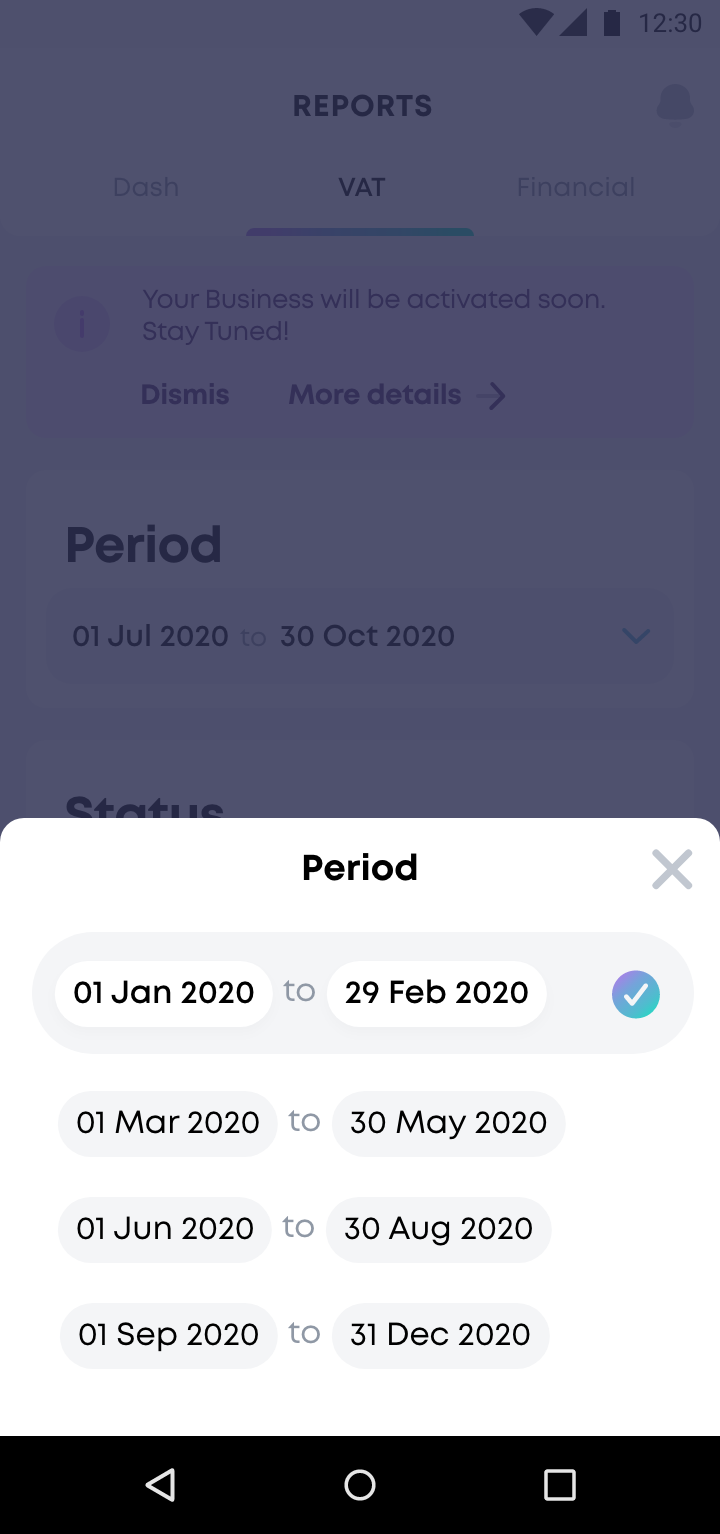 12:30
REPORTS
Dash VAT Financial
Your Business will be activated soon.
Stay Tuned!
Dismis More details
Period
01 Jul 2020 to 30 Oct 2020
Status
Period
01 Jan 2020 to 29 Feb 2020
01 Mar 2020 to 30 May 2020
01 Jun 2020 to 30 Aug 2020
01 Sep 2020 to 31 Dec 2020